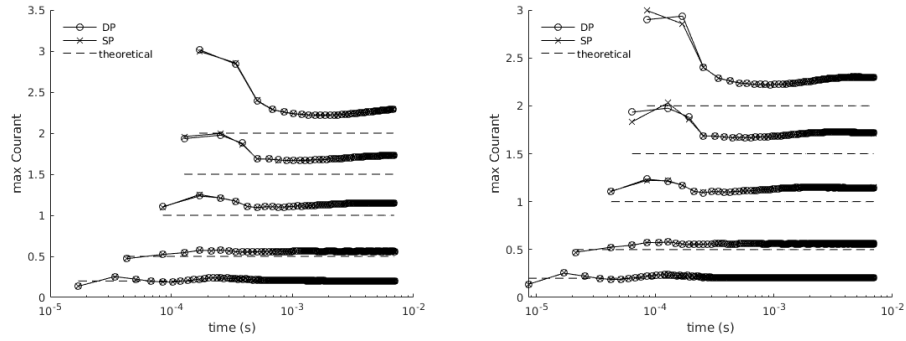 3.5
3
2.5
2
1.5
1
0.5
0
max Courant
DP
SP
theoretical
10-5
10-4
10-3
10-2
time (s)
3
2.5
2
1.5
1
0.5
0
max Courant
DP
SP
theoretical
10-5
10-4
10-3
10-2
time (s)